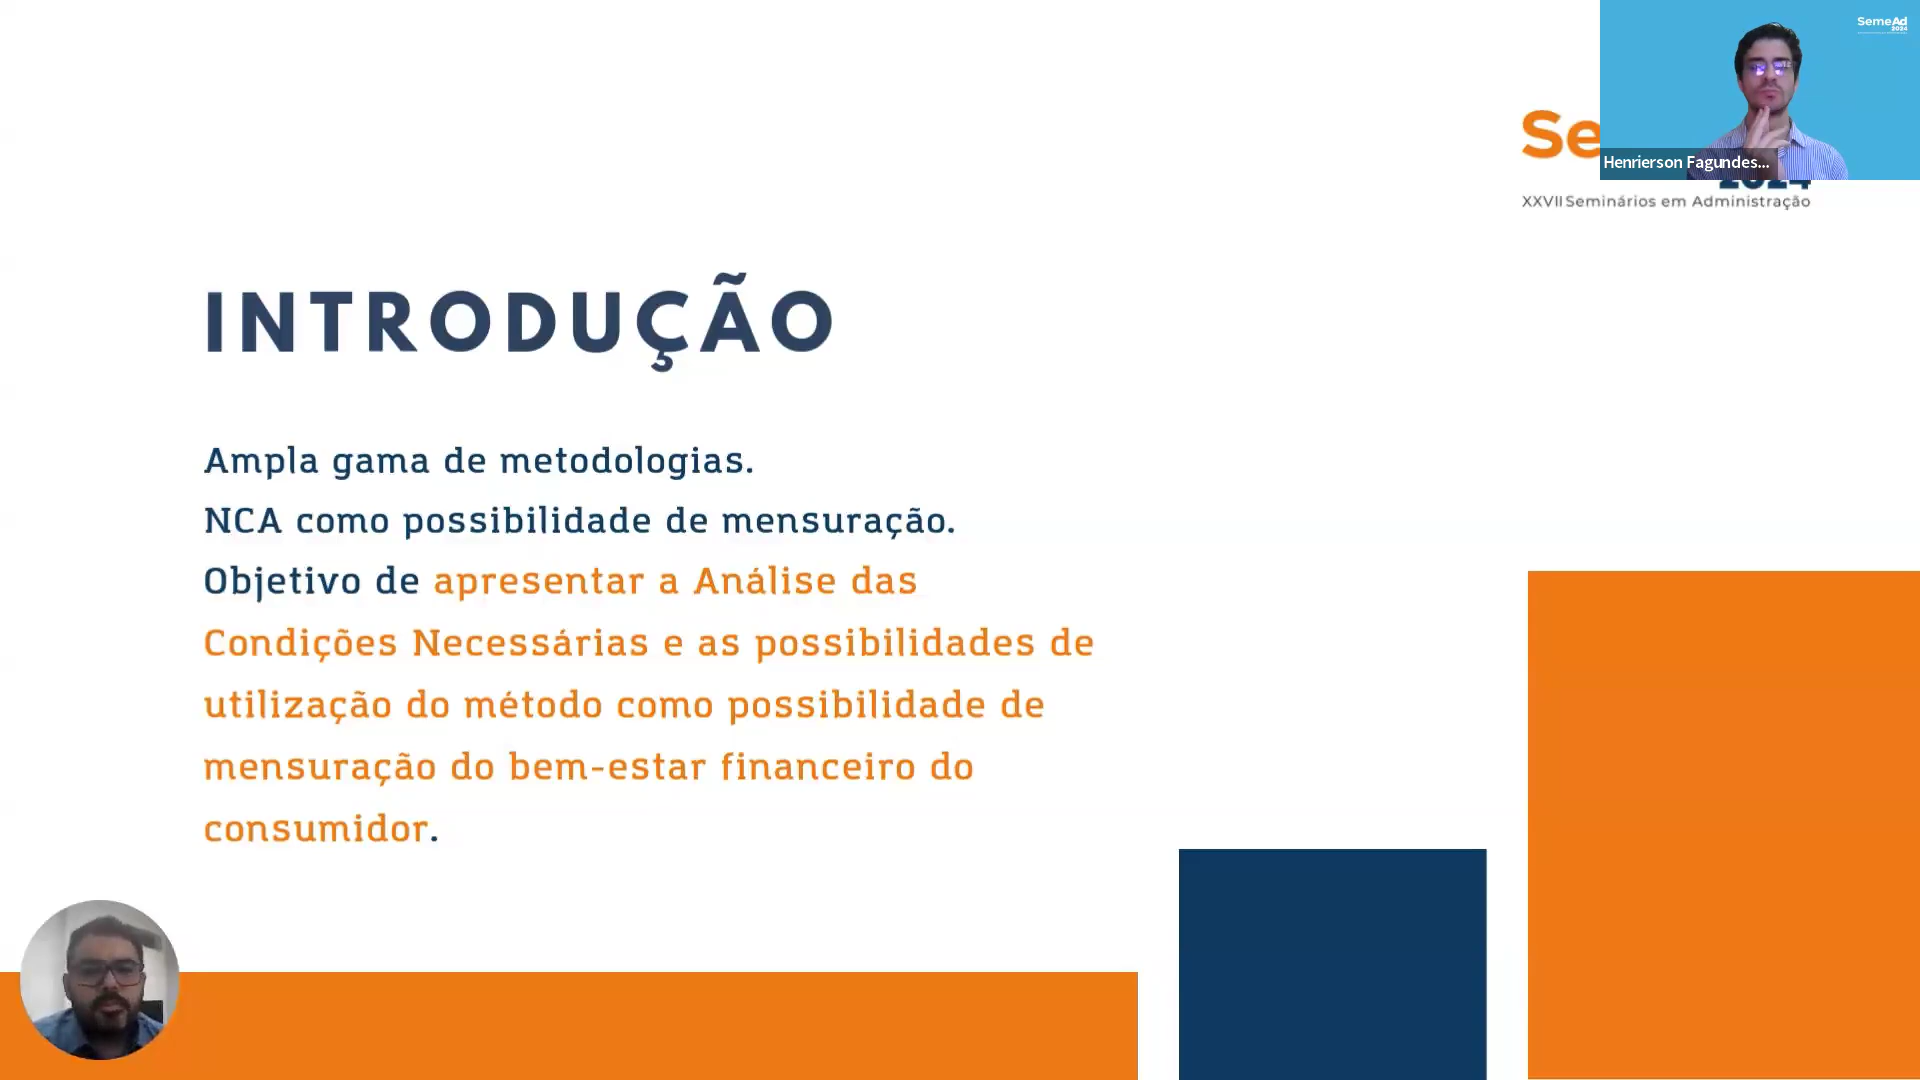 SemeAd
2024
Se
Henrierson Fagundes...
XXVII Seminários em Administração
INTRODUÇÃO
Ampla gama de metodologias.
NCA como possibilidade de mensuração.
Objetivo de apresentar a Análise das
Condições Necessárias e as possibilidades de
utilização do método como possibilidade de
mensuração do bem-estar financeiro do
consumidor.